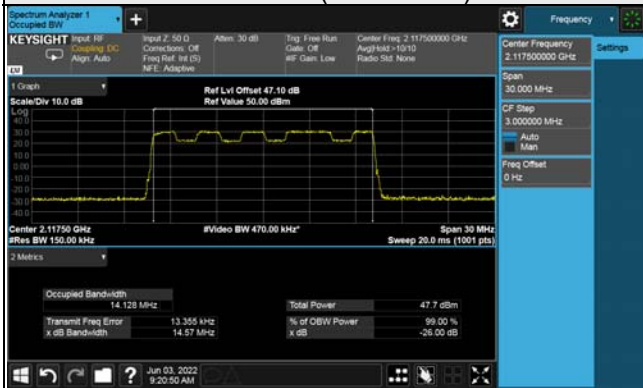 Spectrum Analyzer 1
Occupied BW
+
Frequency
KEYSIGHT
Input: RF
Coupling: DC
Align: Auto
Input Z: 50 Ω
Corrections: Off
Freq Ref: Int (S)
NFE: Adaptive
Atten: 30 dB
Trig: Free Run
Gate: Off
#IF Gain: Low
Center Freq: 2.117500000 GHz
Avg|Hold:>10/10
Radio Std: None
LXI
Center Frequency
2.117500000 GHz
Settings
Span
30.000 MHz
CF Step
3.000000 MHz
Auto
Man
Freq Offset
0 Hz
1 Graph
Scale/Div 10.0 dB
Ref Lvl Offset 47.10 dB
Ref Value 50.00 dBm
Log
40.0
30.0
20.0
10.0
0.00
-10.0
-20.0
-30.0
-40.0
Center 2.11750 GHz
#Res BW 150.00 kHz
#Video BW 470.00 kHz*
Span 30 MHz
Sweep 20.0 ms (1001 pts)
2 Metrics
Occupied Bandwidth
14.128 MHz
Total Power
47.7 dBm
Transmit Freq Error
13.355 kHz
% of OBW Power
99.00 %
x dB Bandwidth
14.57 MHz
x dB
-26.00 dB
?
Jun 03, 2022
9:20:50 AM